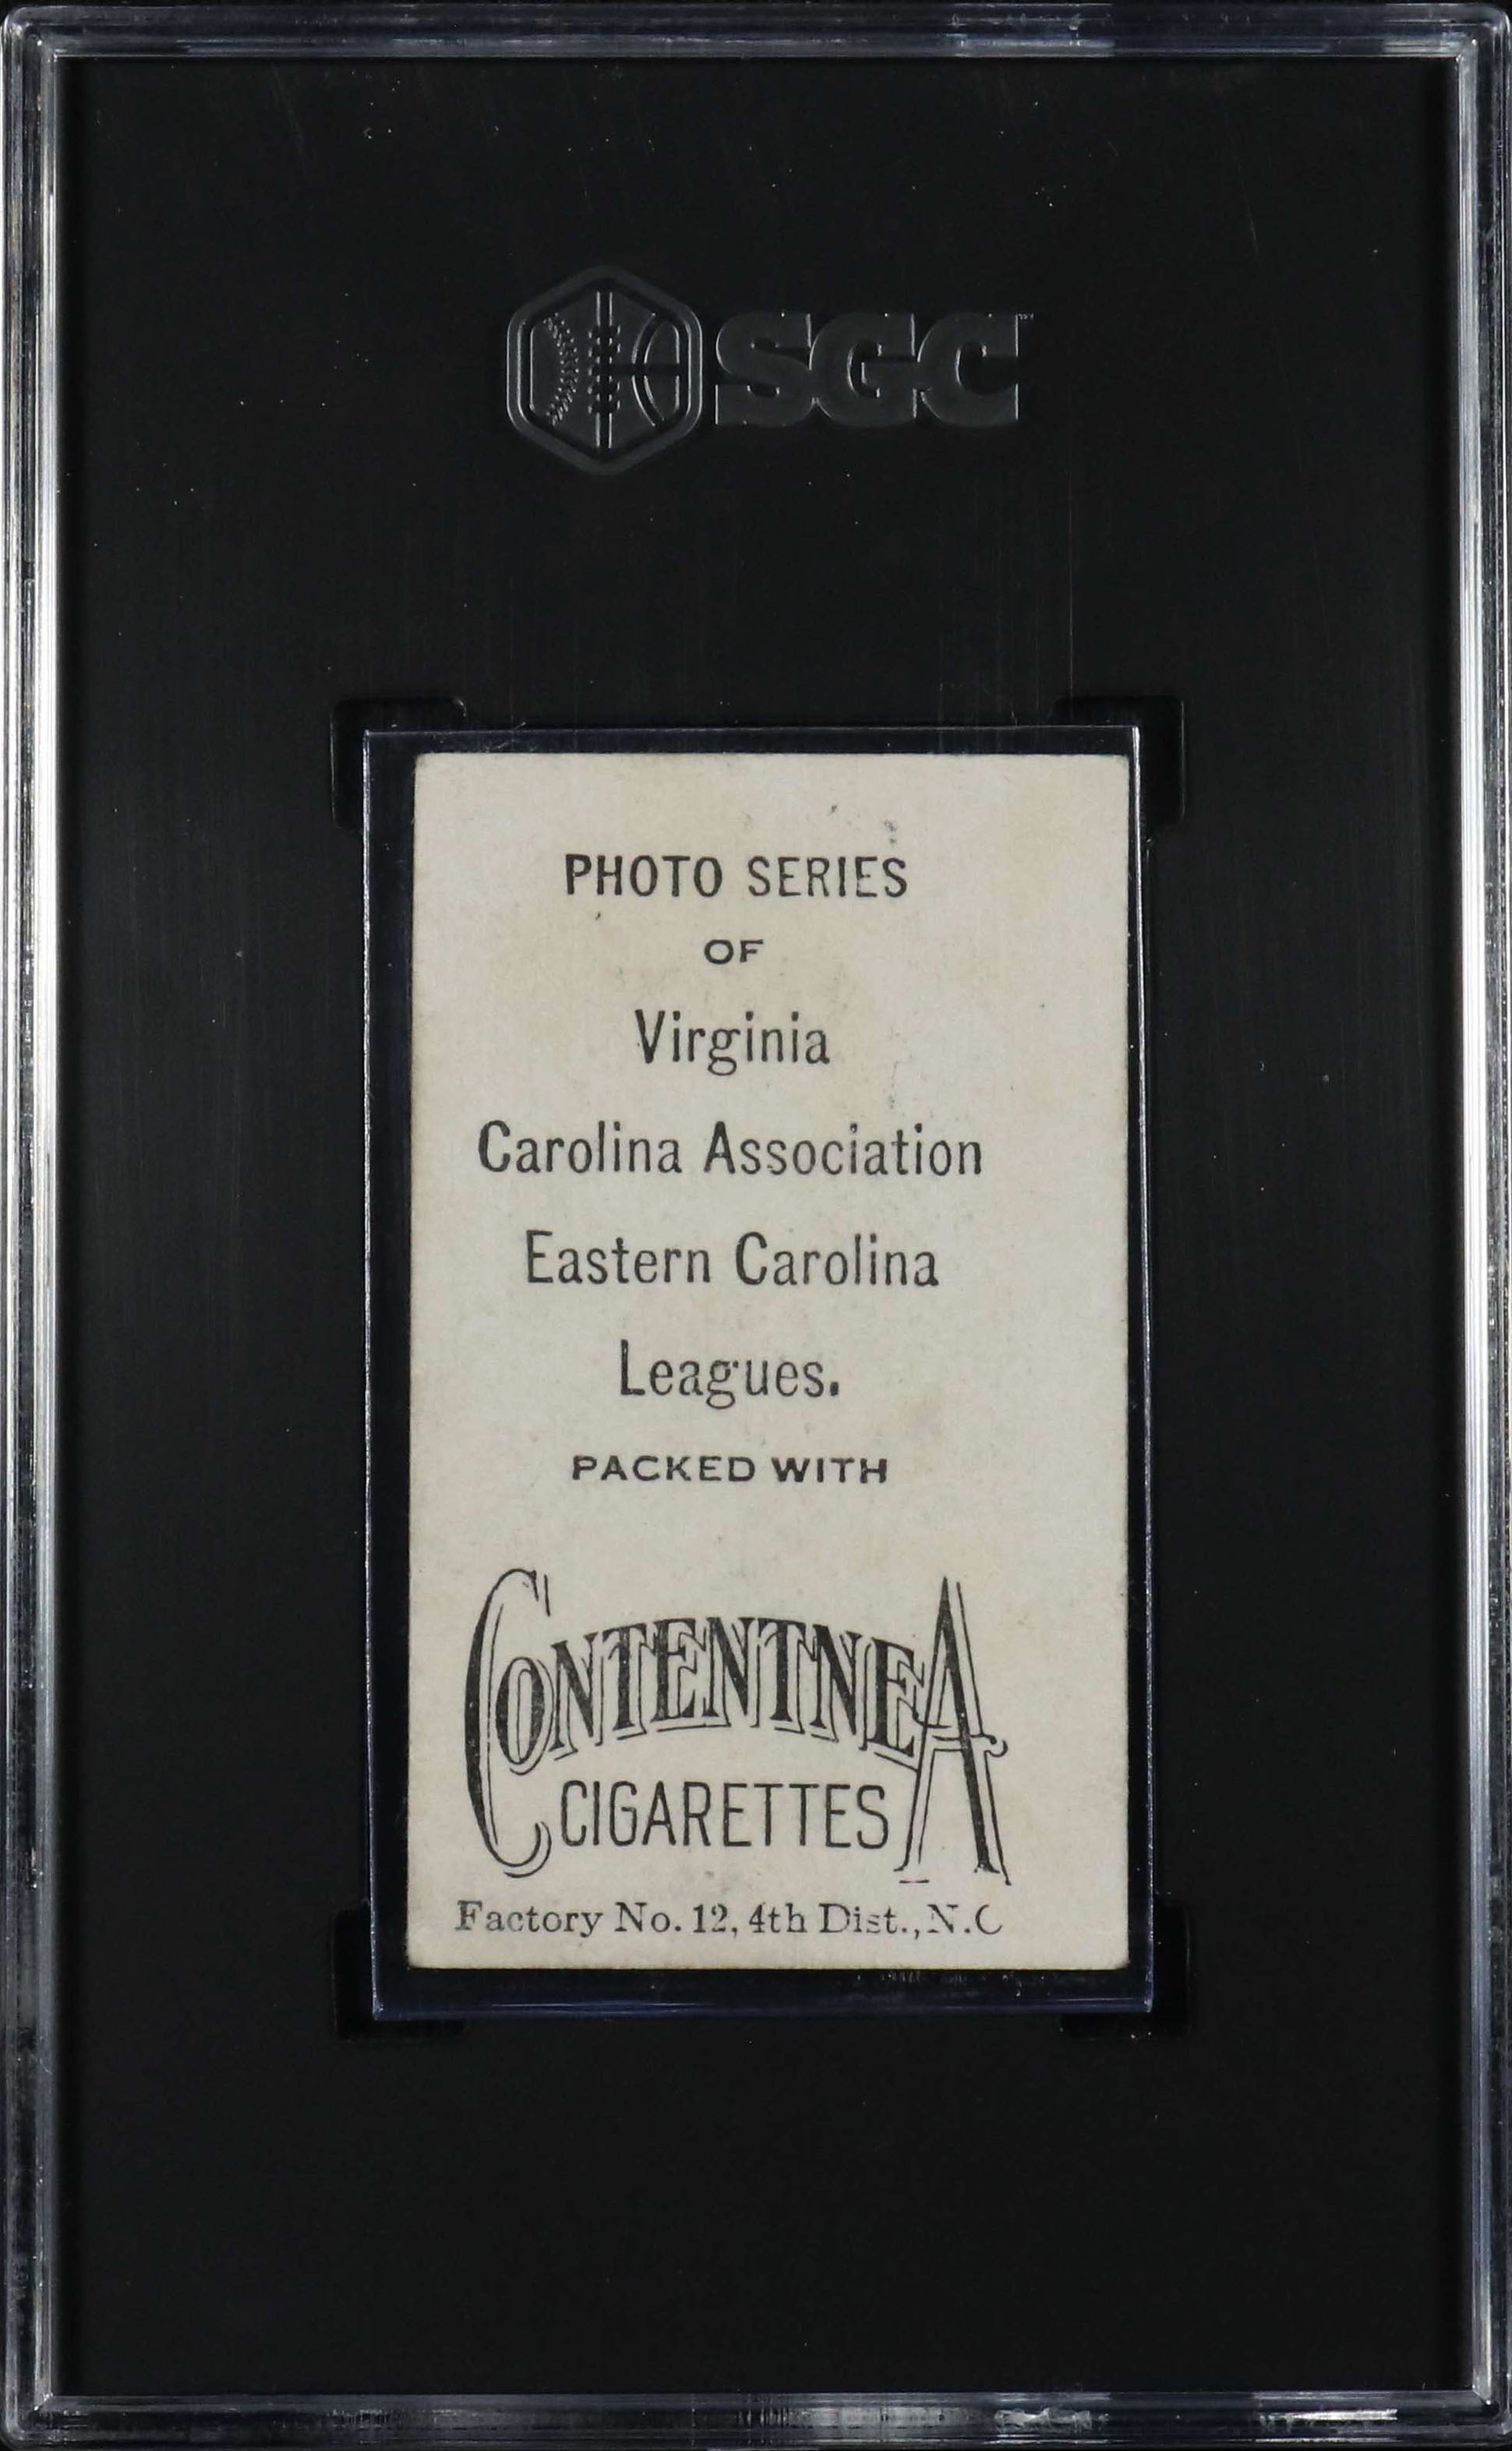 SGC
PHOTO SERIES
OF
Virginia
Carolina Association
Eastern Carolina
Leagues.
PACKED WITH
CONTENTNEA
CIGARETTES
Factory No. 12, 4th Dist., N.C